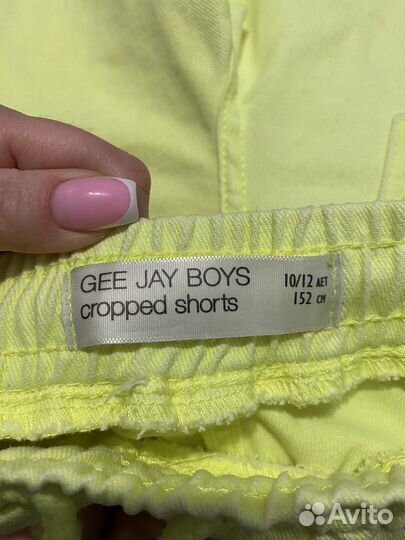 GEE JAY BOYS
cropped shorts
10/12 ЛЕТ
152 СМ
Avito